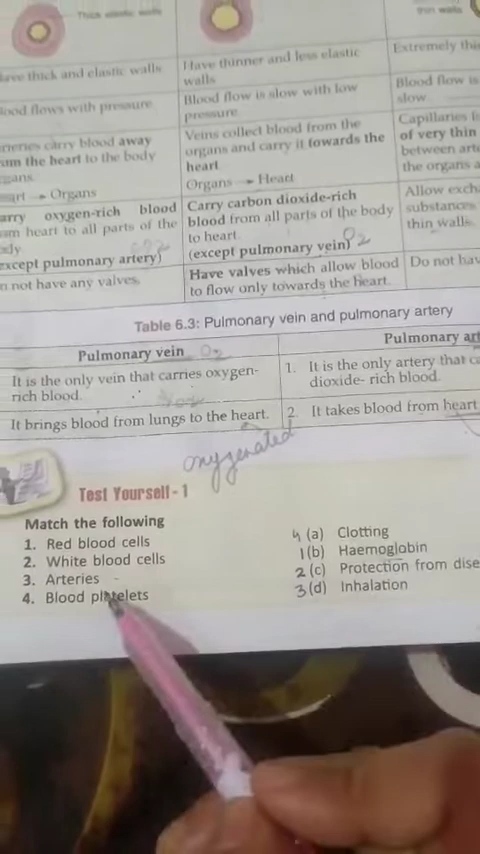 Thick elastic walls
thin walls
Have thick and elastic walls
Have thinner and less elastic walls
Extremely thi
lood flows with pressure.
Blood flow is slow with low pressure.
Blood flow is slow
rteries carry blood away
om the heart to the body
gans.
eart → Organs
Veins collect blood from the organs and carry it towards the heart
Organs → Heart
Capillaries
of very thin
between arte
the organs a
arry oxygen-rich blood
om heart to all parts of the
ody
except pulmonary artery)
Carry carbon dioxide-rich blood from all parts of the body to heart.
(except pulmonary vein) O2
Allow exch
substances
thin walls.
o not have any valves.
Have valves which allow blood to flow only towards the heart.
Do not hav
Table 6.3: Pulmonary vein and pulmonary artery
Pulmonary vein O2
Pulmonary art
It is the only vein that carries oxygen-rich blood.
1. It is the only artery that ca
dioxide- rich blood.
It brings blood from lungs to the heart.
2 It takes blood from heart
oxygenated
Test Yourself-1
Match the following
1. Red blood cells
4 (a) Clotting
2. White blood cells
1 (b) Haemoglobin
3. Arteries
2 (c) Protection from dise
4. Blood platelets
3 (d) Inhalation